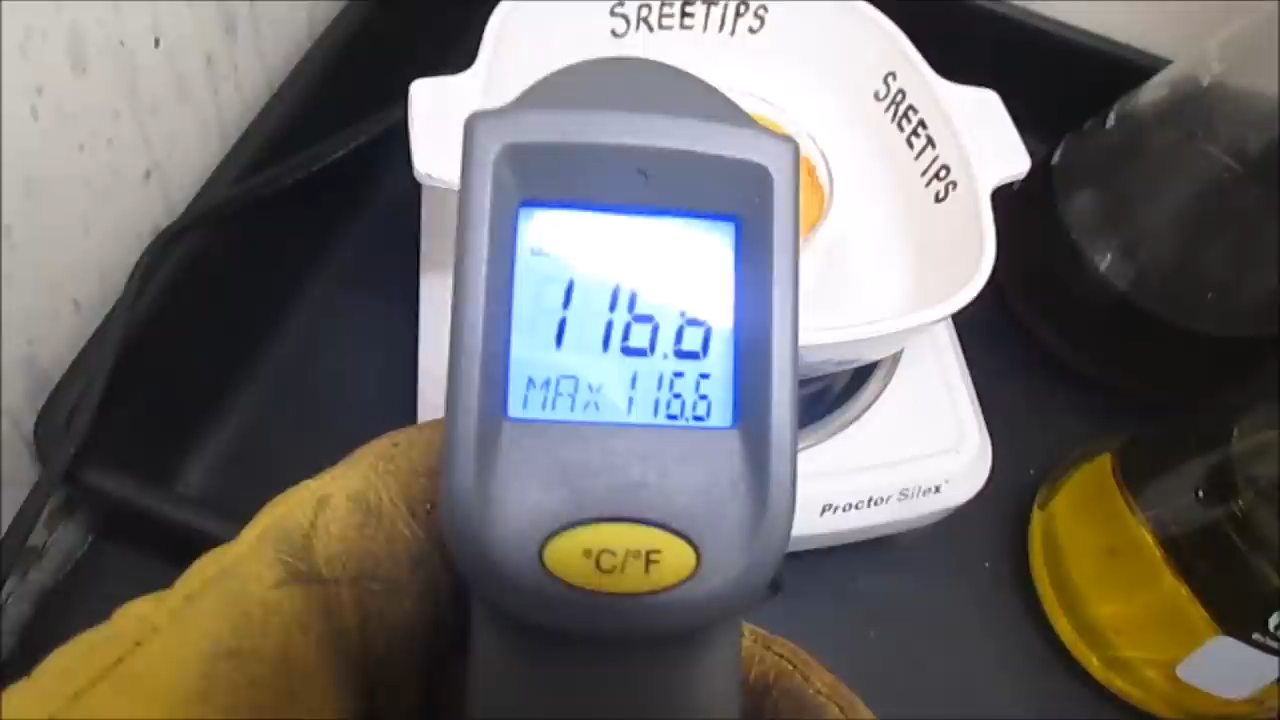 SREETIPS
SREETIPS
116.6
MAX 116.6
°C/°F
Proctor Silex